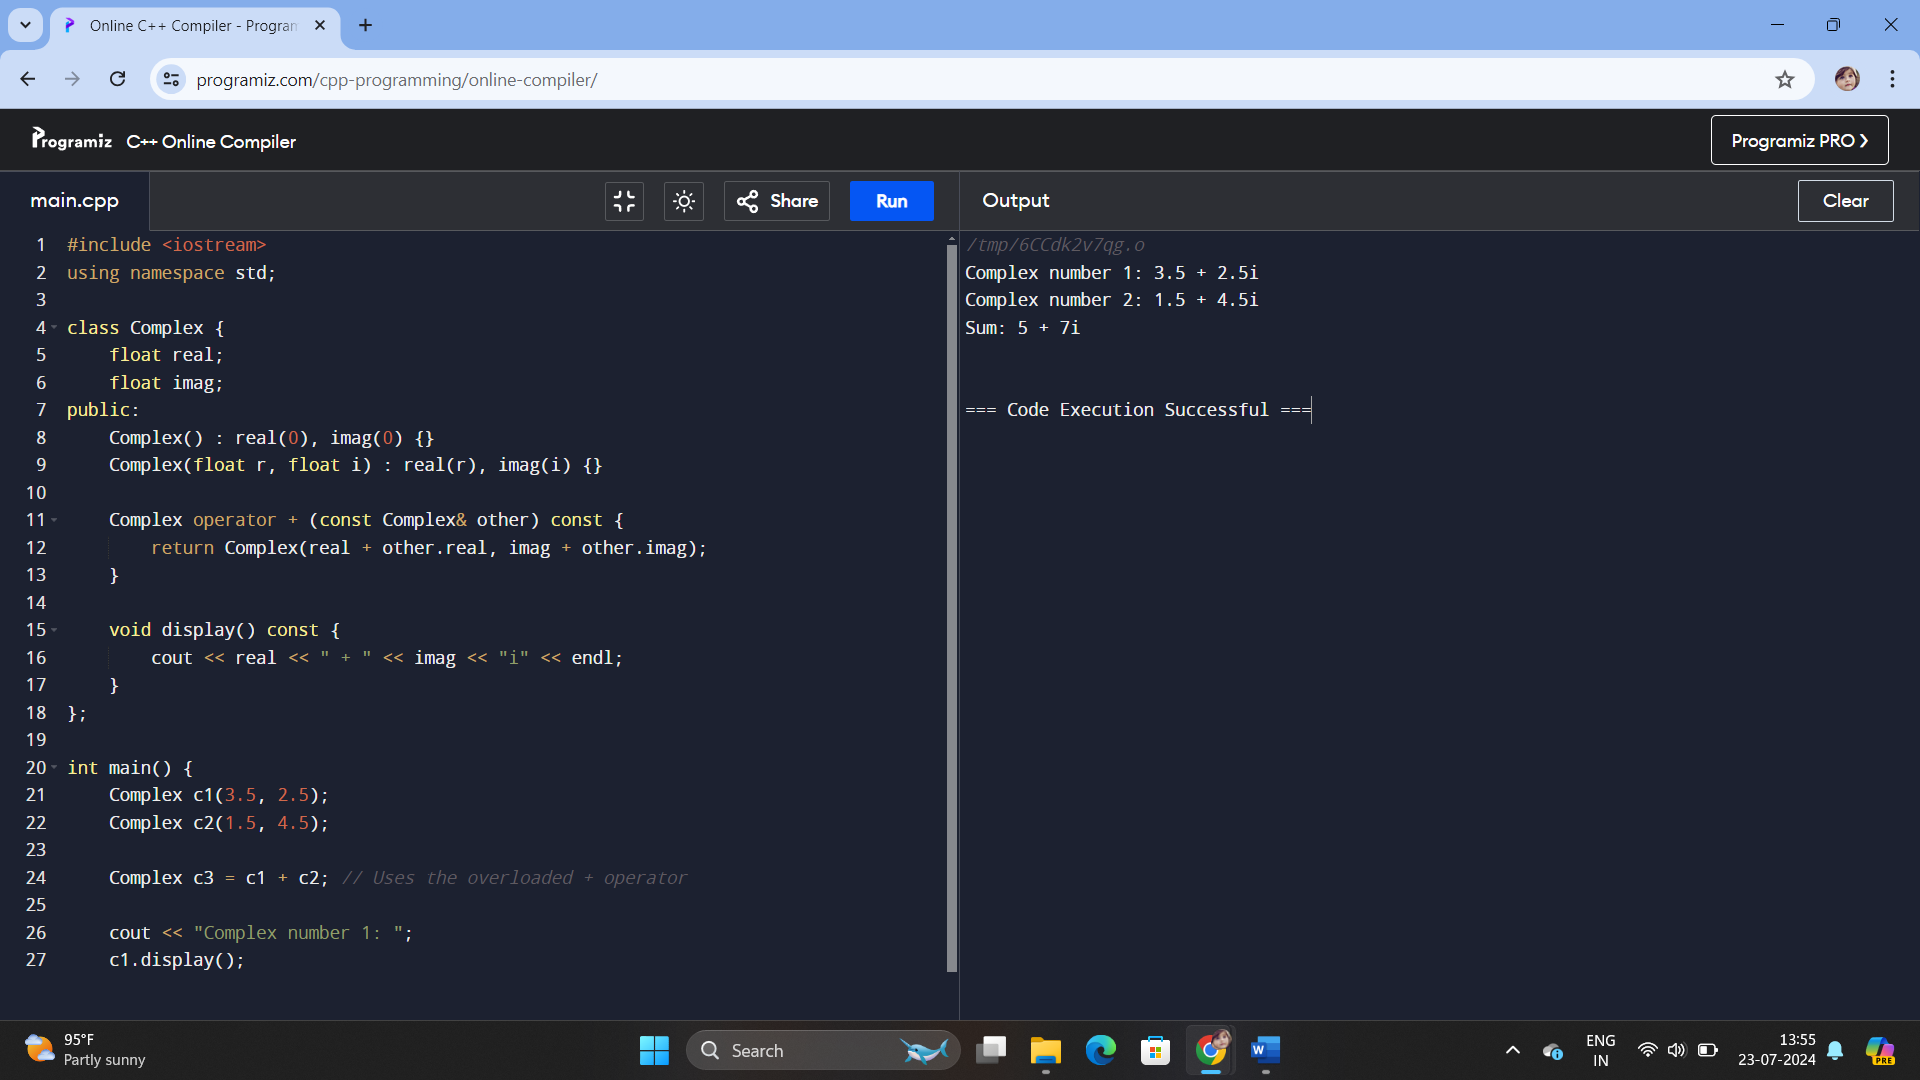 Online C++ Compiler - Program
programiz.com/cpp-programming/online-compiler/
Programiz C++ Online Compiler
Programiz PRO
main.cpp
Share
Run
Output
Clear
1 #include <iostream>
2 using namespace std;
3
4 class Complex {
5     float real;
6     float imag;
7 public:
8     Complex() : real(0), imag(0) {}
9     Complex(float r, float i) : real(r), imag(i) {}
10
11     Complex operator + (const Complex& other) const {
12         return Complex(real + other.real, imag + other.imag);
13     }
14
15     void display() const {
16         cout << real << " + " << imag << "i" << endl;
17     }
18 };
19
20 int main() {
21     Complex c1(3.5, 2.5);
22     Complex c2(1.5, 4.5);
23
24     Complex c3 = c1 + c2; // Uses the overloaded + operator
25
26     cout << "Complex number 1: ";
27     c1.display();
/tmp/6CCdk2v7qg.o
Complex number 1: 3.5 + 2.5i
Complex number 2: 1.5 + 4.5i
Sum: 5 + 7i
=== Code Execution Successful ===
95°F
Partly sunny
Search
W
ENG
IN
13:55
23-07-2024
PRE